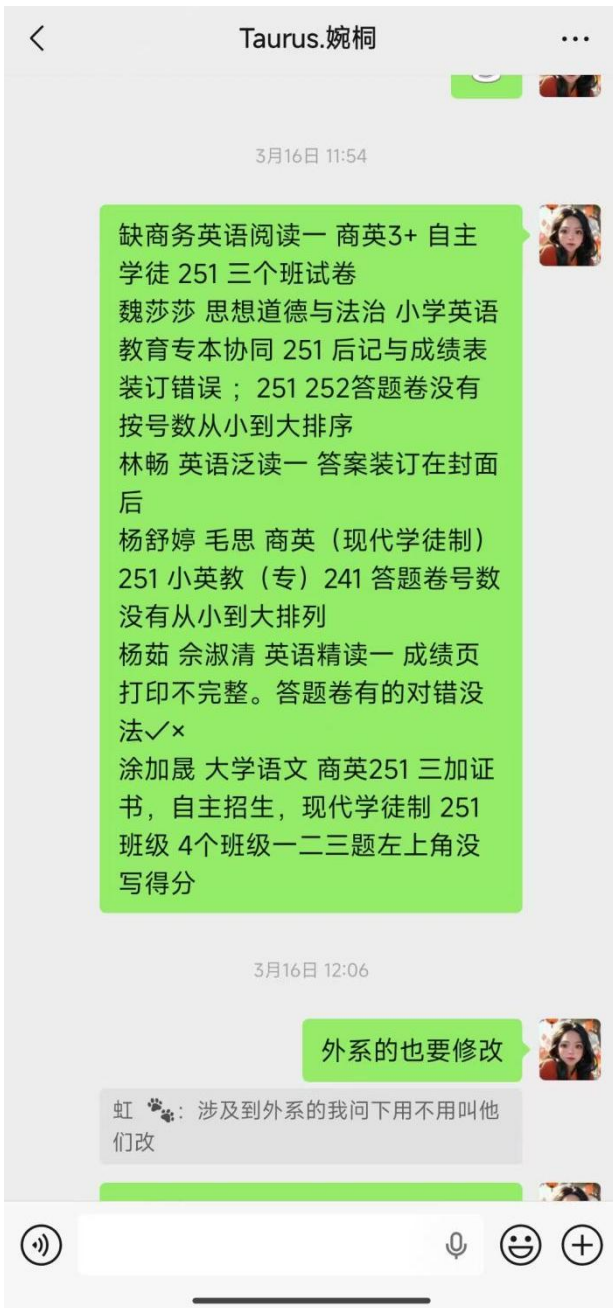 Taurus.婉桐
3月16日 11:54
缺商务英语阅读一 商英3+ 自主
学徒 251 三个班试卷
魏莎莎 思想道德与法治 小学英语
教育专本协同 251 后记与成绩表
装订错误 ；251 252答题卷没有
按号数从小到大排序
林畅 英语泛读一 答案装订在封面
后
杨舒婷 毛思 商英（现代学徒制）
251 小英教（专）241 答题卷号数
没有从小到大排列
杨茹 佘淑清 英语精读一 成绩页
打印不完整。答题卷有的对错没
法✓×
涂加晟 大学语文 商英251 三加证
书，自主招生，现代学徒制 251
班级 4个班级一二三题左上角没
写得分
3月16日 12:06
外系的也要修改
虹 🐾：涉及到外系的我问下用不用叫他
们改